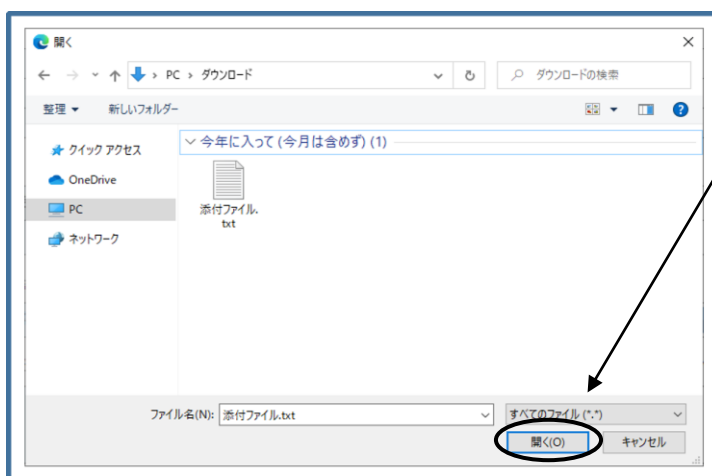 開く
PC › ダウンロード
ダウンロードの検索
整理 新しいフォルダー
今年に入って (今月は含めず) (1)
クイック アクセス
OneDrive
PC
ネットワーク
添付ファイル.
txt
ファイル名(N): 添付ファイル.txt
すべてのファイル (*.*)
開く(O) キャンセル